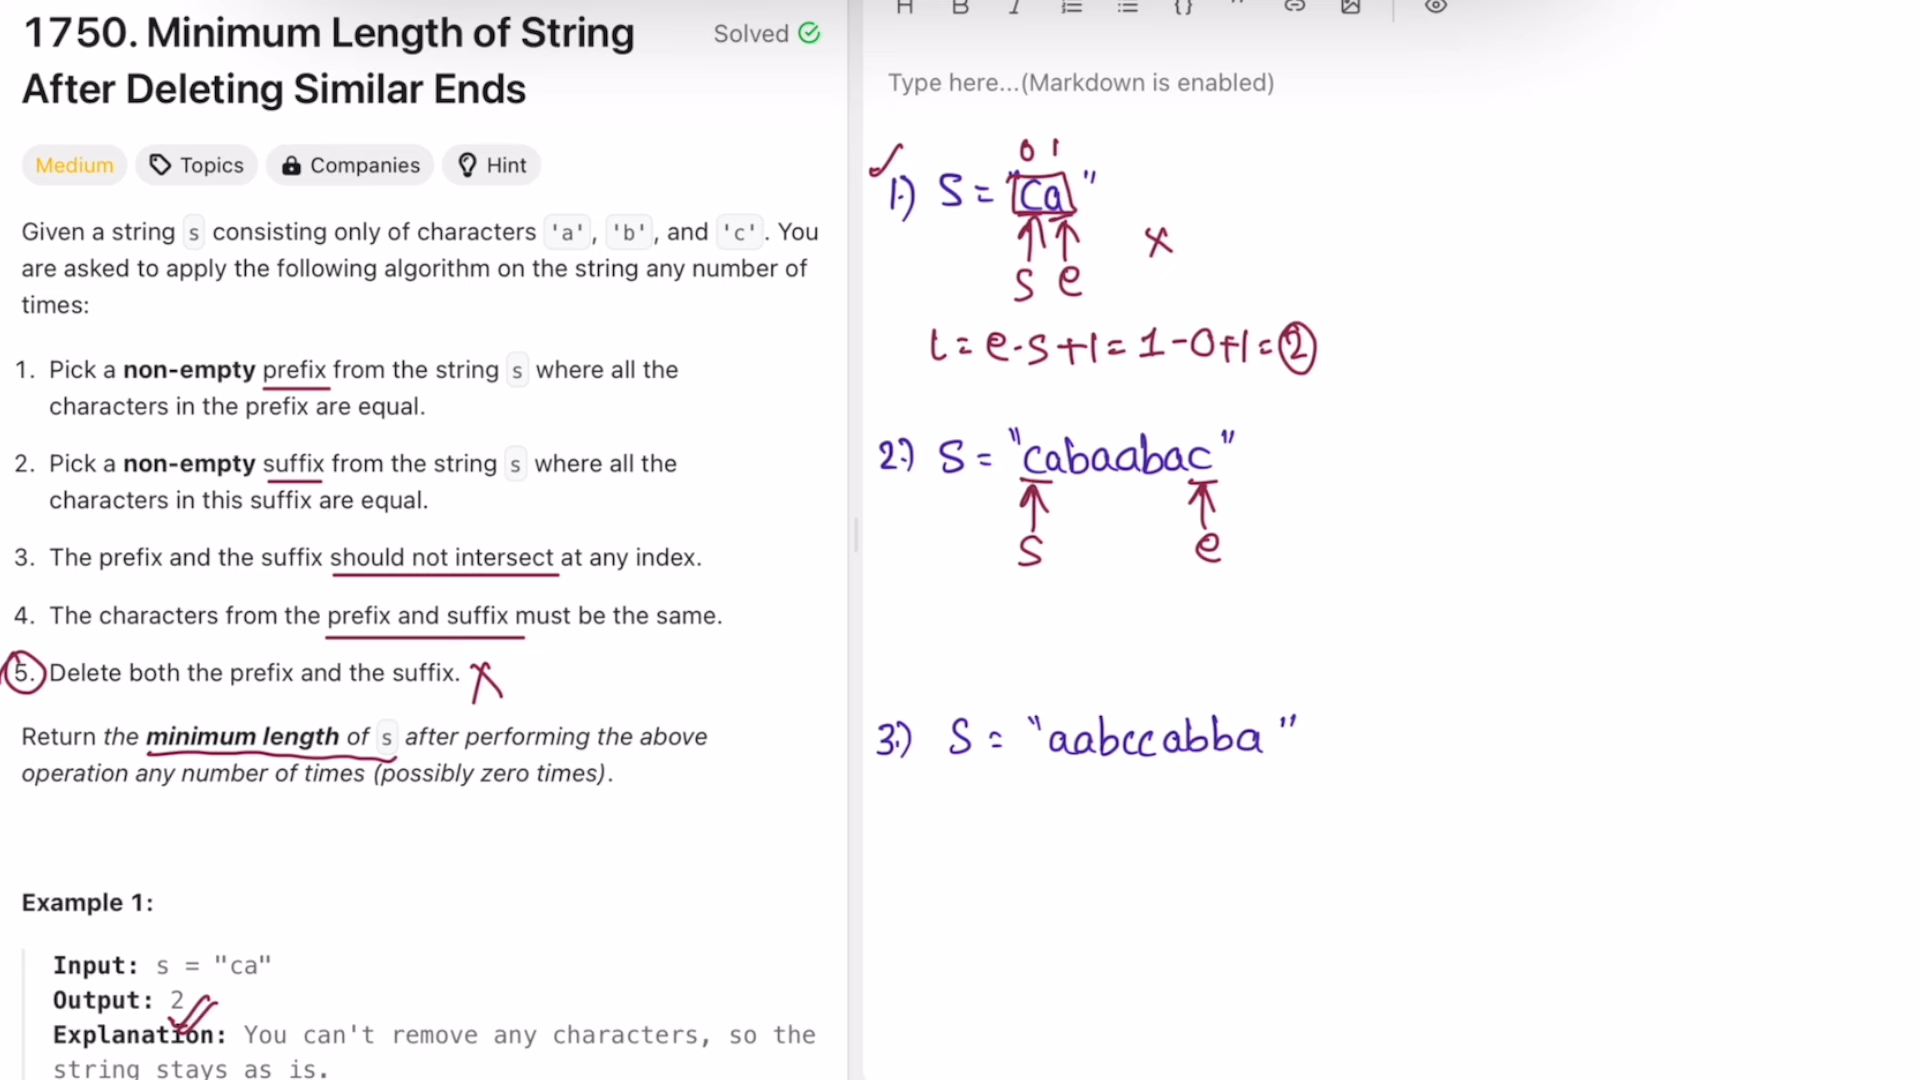 1750. Minimum Length of String
After Deleting Similar Ends
Solved
Medium
Topics
Companies
Hint
Given a string s consisting only of characters 'a', 'b', and 'c'. You
are asked to apply the following algorithm on the string any number of
times:
1. Pick a non-empty prefix from the string s where all the
characters in the prefix are equal.
2. Pick a non-empty suffix from the string s where all the
characters in this suffix are equal.
3. The prefix and the suffix should not intersect at any index.
4. The characters from the prefix and suffix must be the same.
5. Delete both the prefix and the suffix.
Return the minimum length of s after performing the above
operation any number of times (possibly zero times).
Example 1:
Input: s = "ca"
Output: 2
Explanation: You can't remove any characters, so the
string stays as is.
H B I {} "
Type here...(Markdown is enabled)
0 1
1.) S = "ca"
S e
l = e-s+1 = 1-0+1 = 2
2.) S = "cabaabac"
S e
3.) S = "aabccabba"